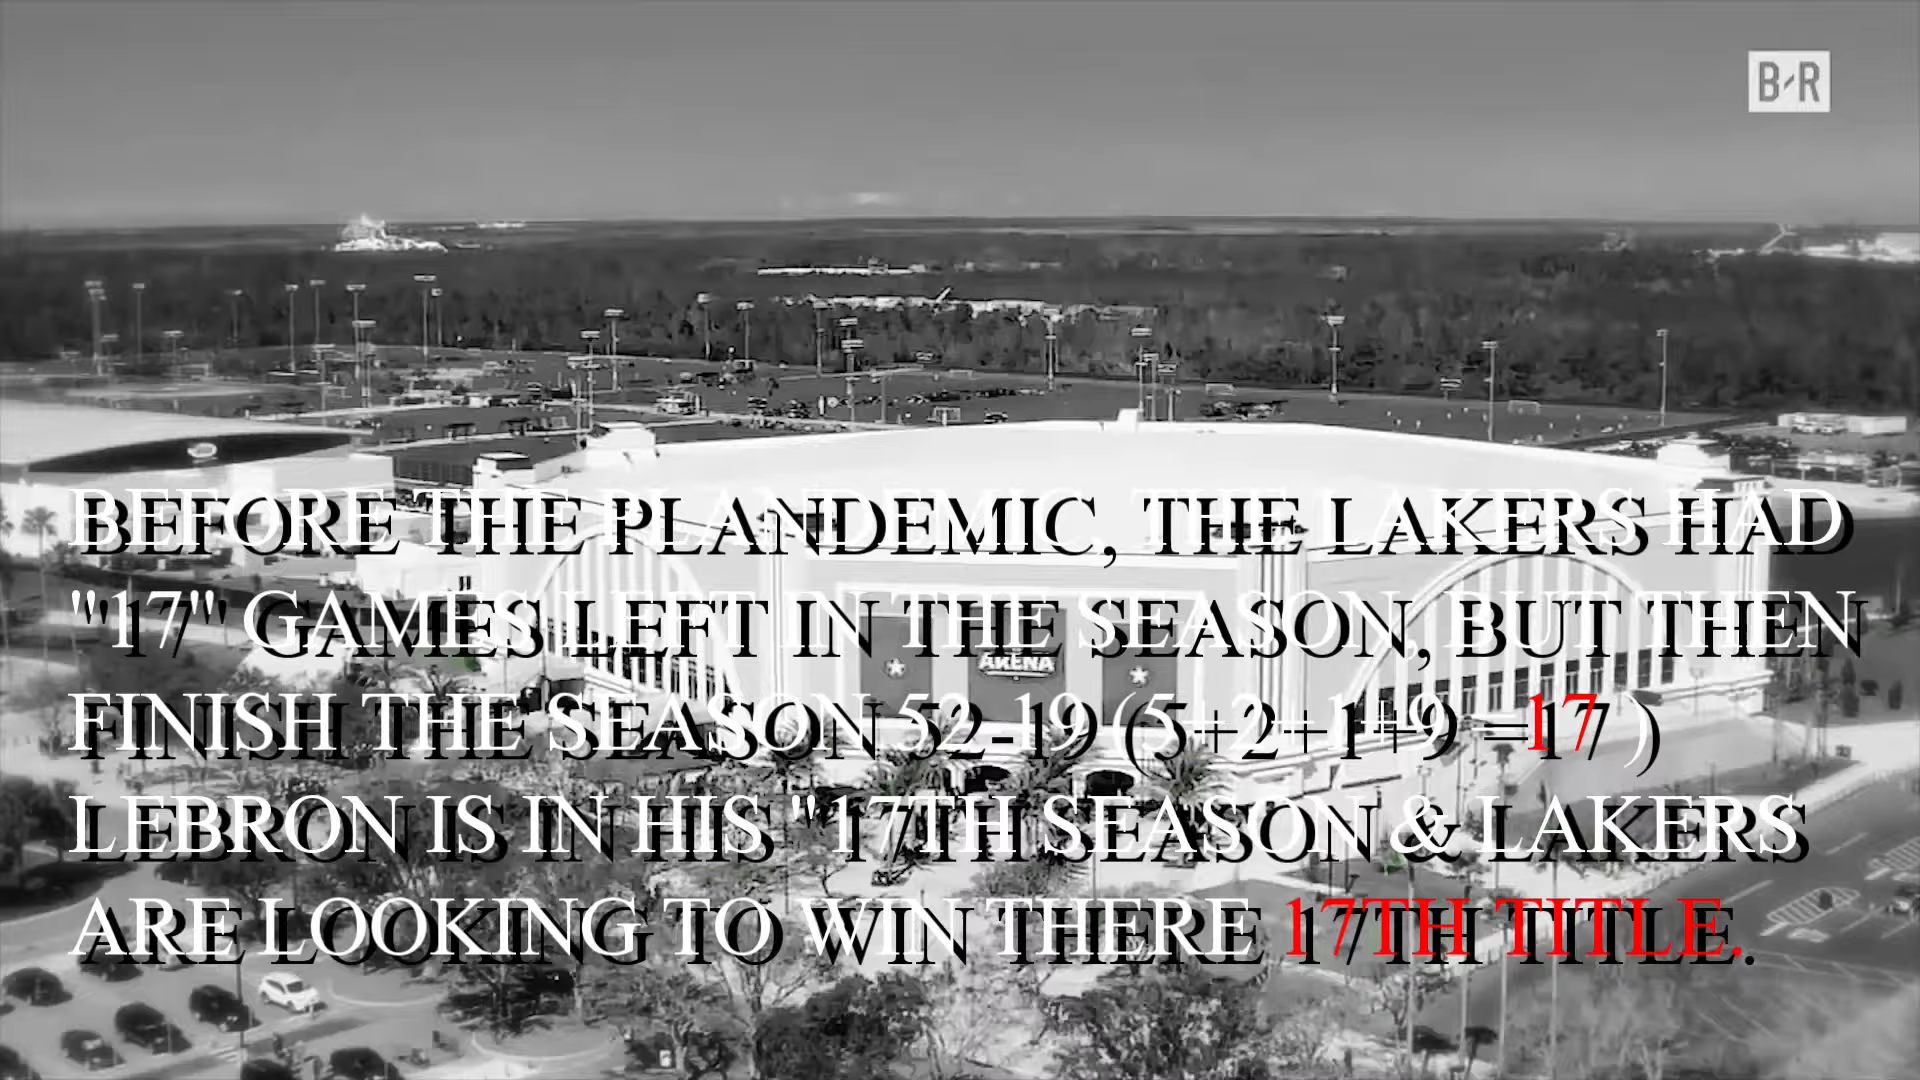 B/R
BEFORE THE PLANDEMIC, THE LAKERS HAD
"17" GAMES LEFT IN THE SEASON, BUT THEN
FINISH THE SEASON 52-19 (5+2+1+9 =17 )
LEBRON IS IN HIS "17TH SEASON & LAKERS
ARE LOOKING TO WIN THERE 17TH TITLE.
ARENA